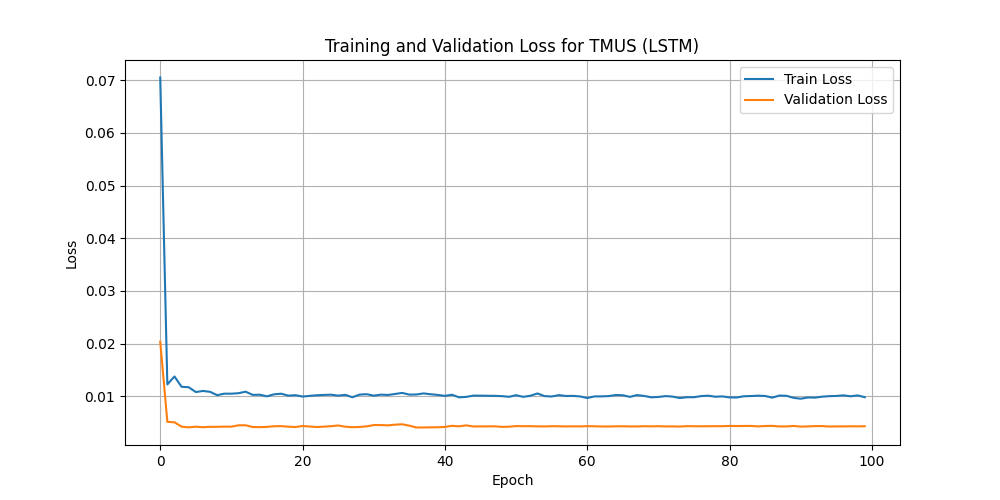 Training and Validation Loss for TMUS (LSTM)
Train Loss
Validation Loss
Loss
0.07
0.06
0.05
0.04
0.03
0.02
0.01
0 20 40 60 80 100
Epoch